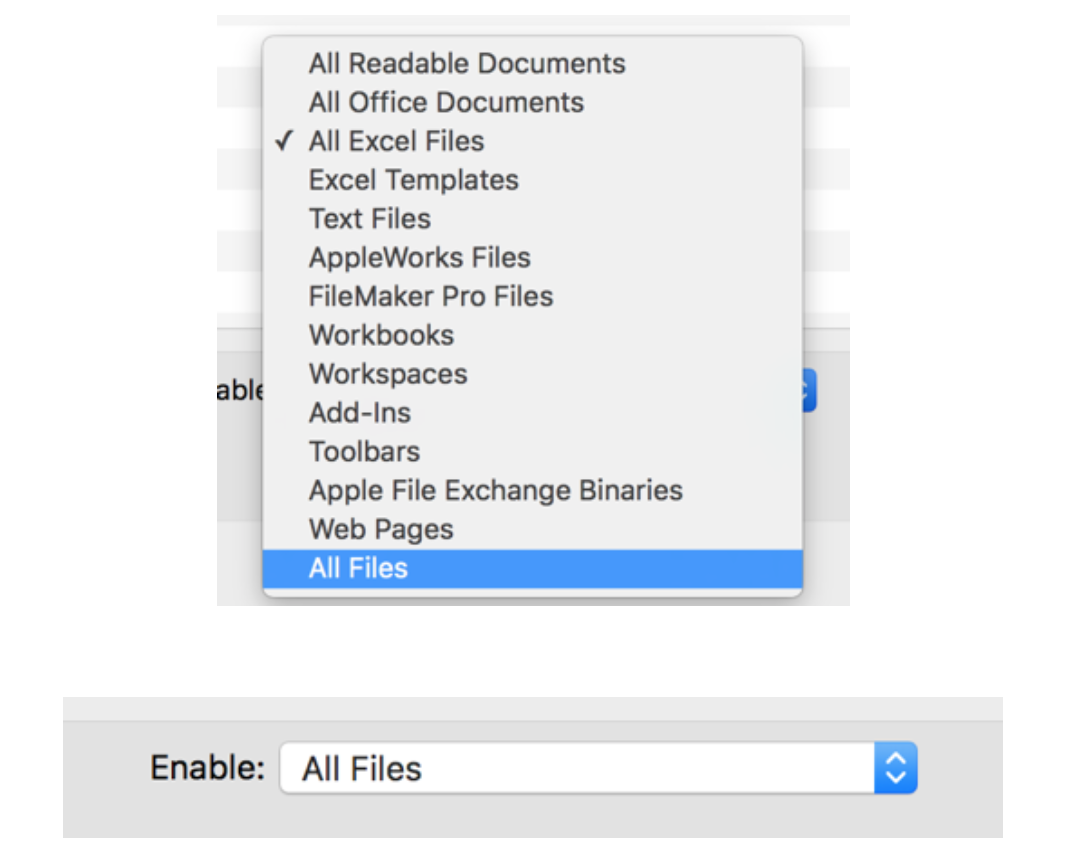 All Readable Documents
All Office Documents
✓ All Excel Files
Excel Templates
Text Files
AppleWorks Files
FileMaker Pro Files
Workbooks
Workspaces
able
Add-Ins
Toolbars
Apple File Exchange Binaries
Web Pages
All Files
Enable: All Files